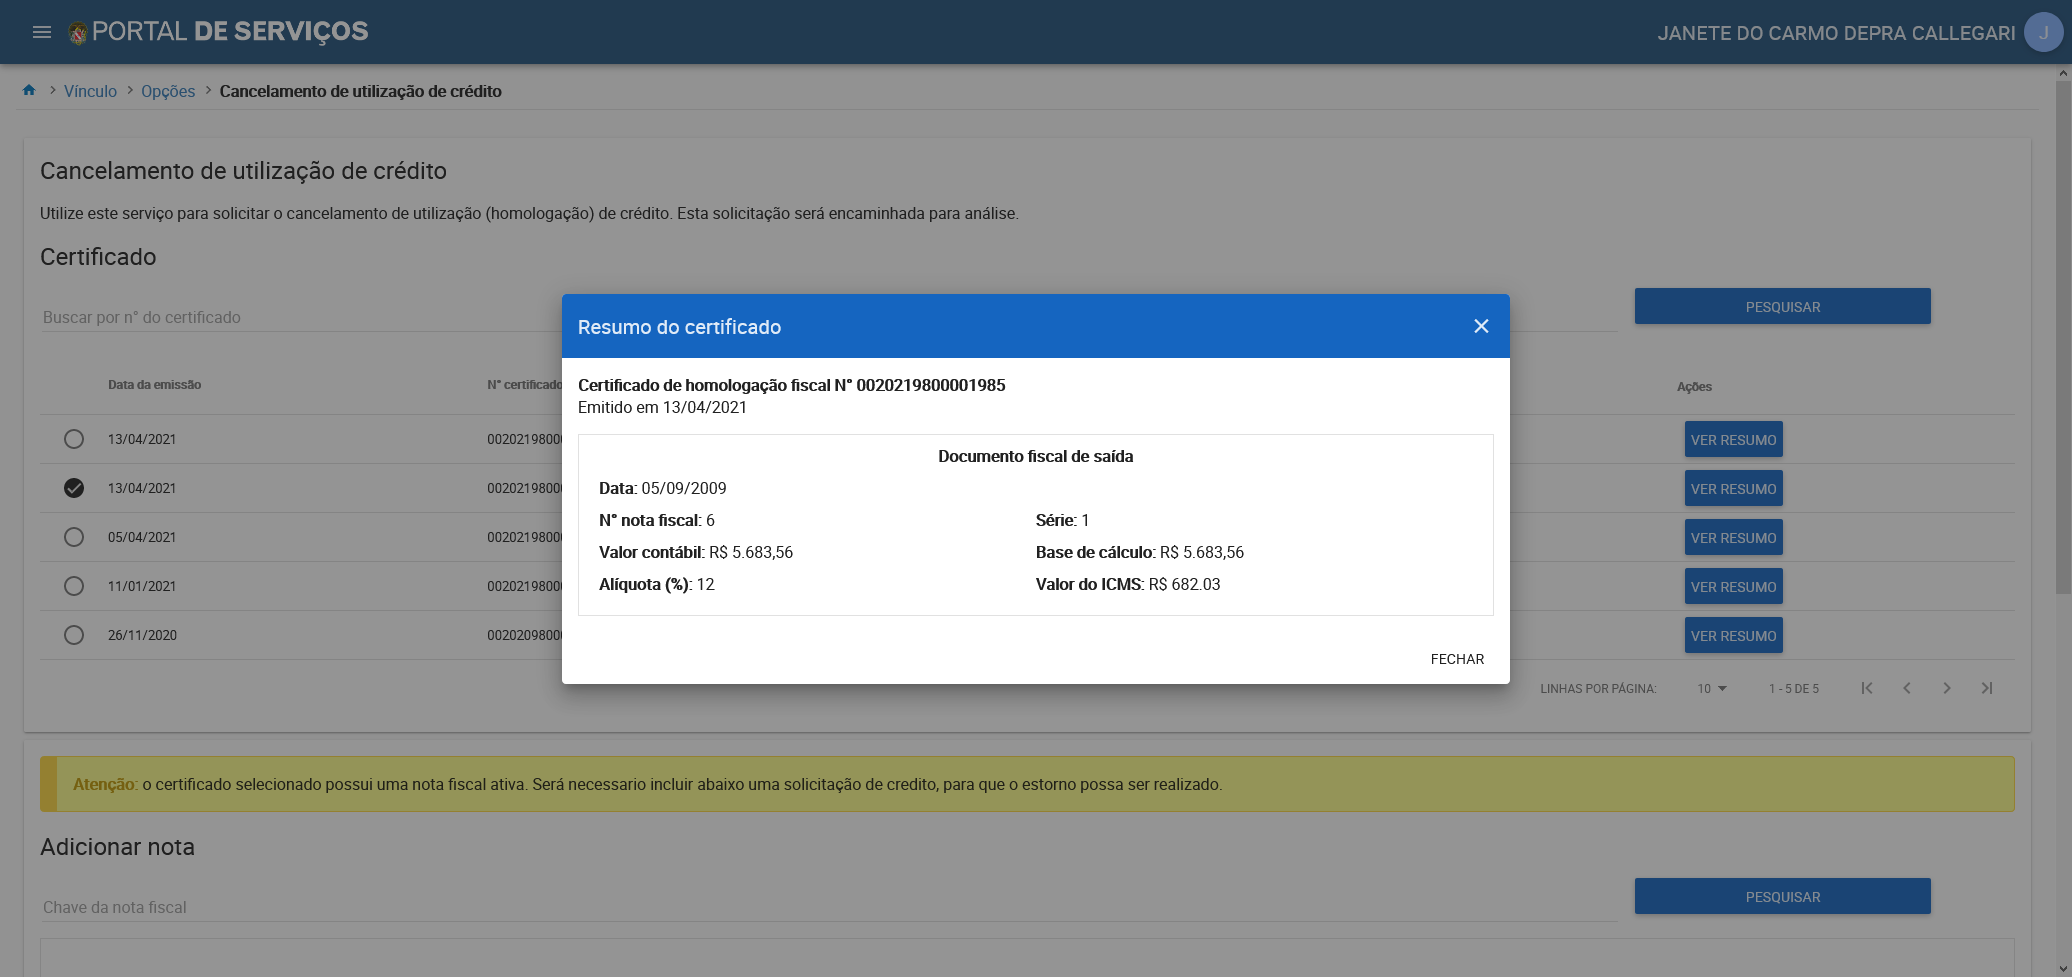 PORTAL DE SERVIÇOS
JANETE DO CARMO DEPRA CALLEGARI J
Vínculo Opções Cancelamento de utilização de crédito
Cancelamento de utilização de crédito
Utilize este serviço para solicitar o cancelamento de utilização (homologação) de crédito. Esta solicitação será encaminhada para análise.
Certificado
Buscar por n° do certificado
PESQUISAR
Data da emissão N° certificado Ações
13/04/2021 002021980 VER RESUMO
13/04/2021 002021980 VER RESUMO
05/04/2021 002021980 VER RESUMO
11/01/2021 002021980 VER RESUMO
26/11/2020 002020980 VER RESUMO
LINHAS POR PÁGINA: 10 1 - 5 DE 5
Resumo do certificado
Certificado de homologação fiscal N° 0020219800001985
Emitido em 13/04/2021
Documento fiscal de saída
Data: 05/09/2009
N° nota fiscal: 6 Série: 1
Valor contábil: R$ 5.683,56 Base de cálculo: R$ 5.683,56
Alíquota (%): 12 Valor do ICMS: R$ 682.03
FECHAR
Atenção: o certificado selecionado possui uma nota fiscal ativa. Será necessario incluir abaixo uma solicitação de credito, para que o estorno possa ser realizado.
Adicionar nota
Chave da nota fiscal
PESQUISAR